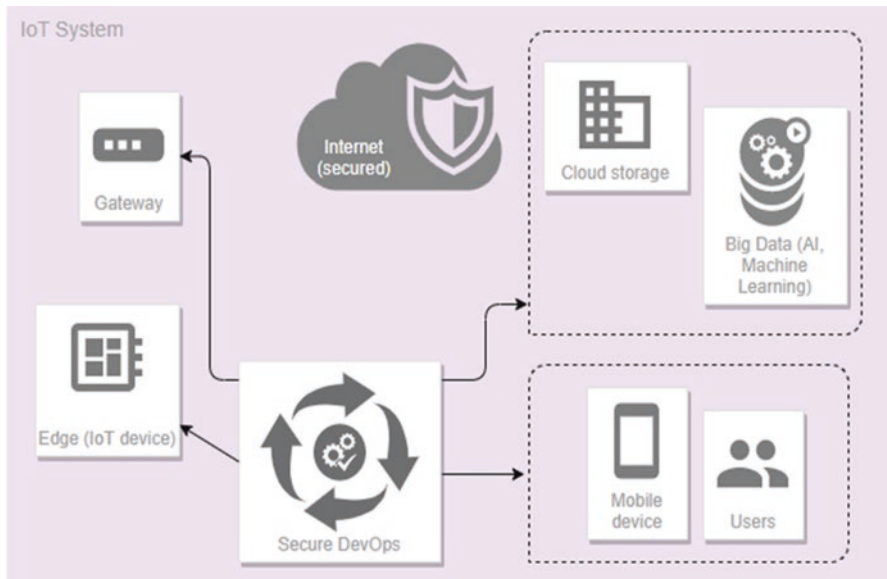 IoT System
Internet
(secured)
Gateway
Cloud storage
Big Data (AI,
Machine
Learning)
Edge (IoT device)
Secure DevOps
Mobile
device
Users